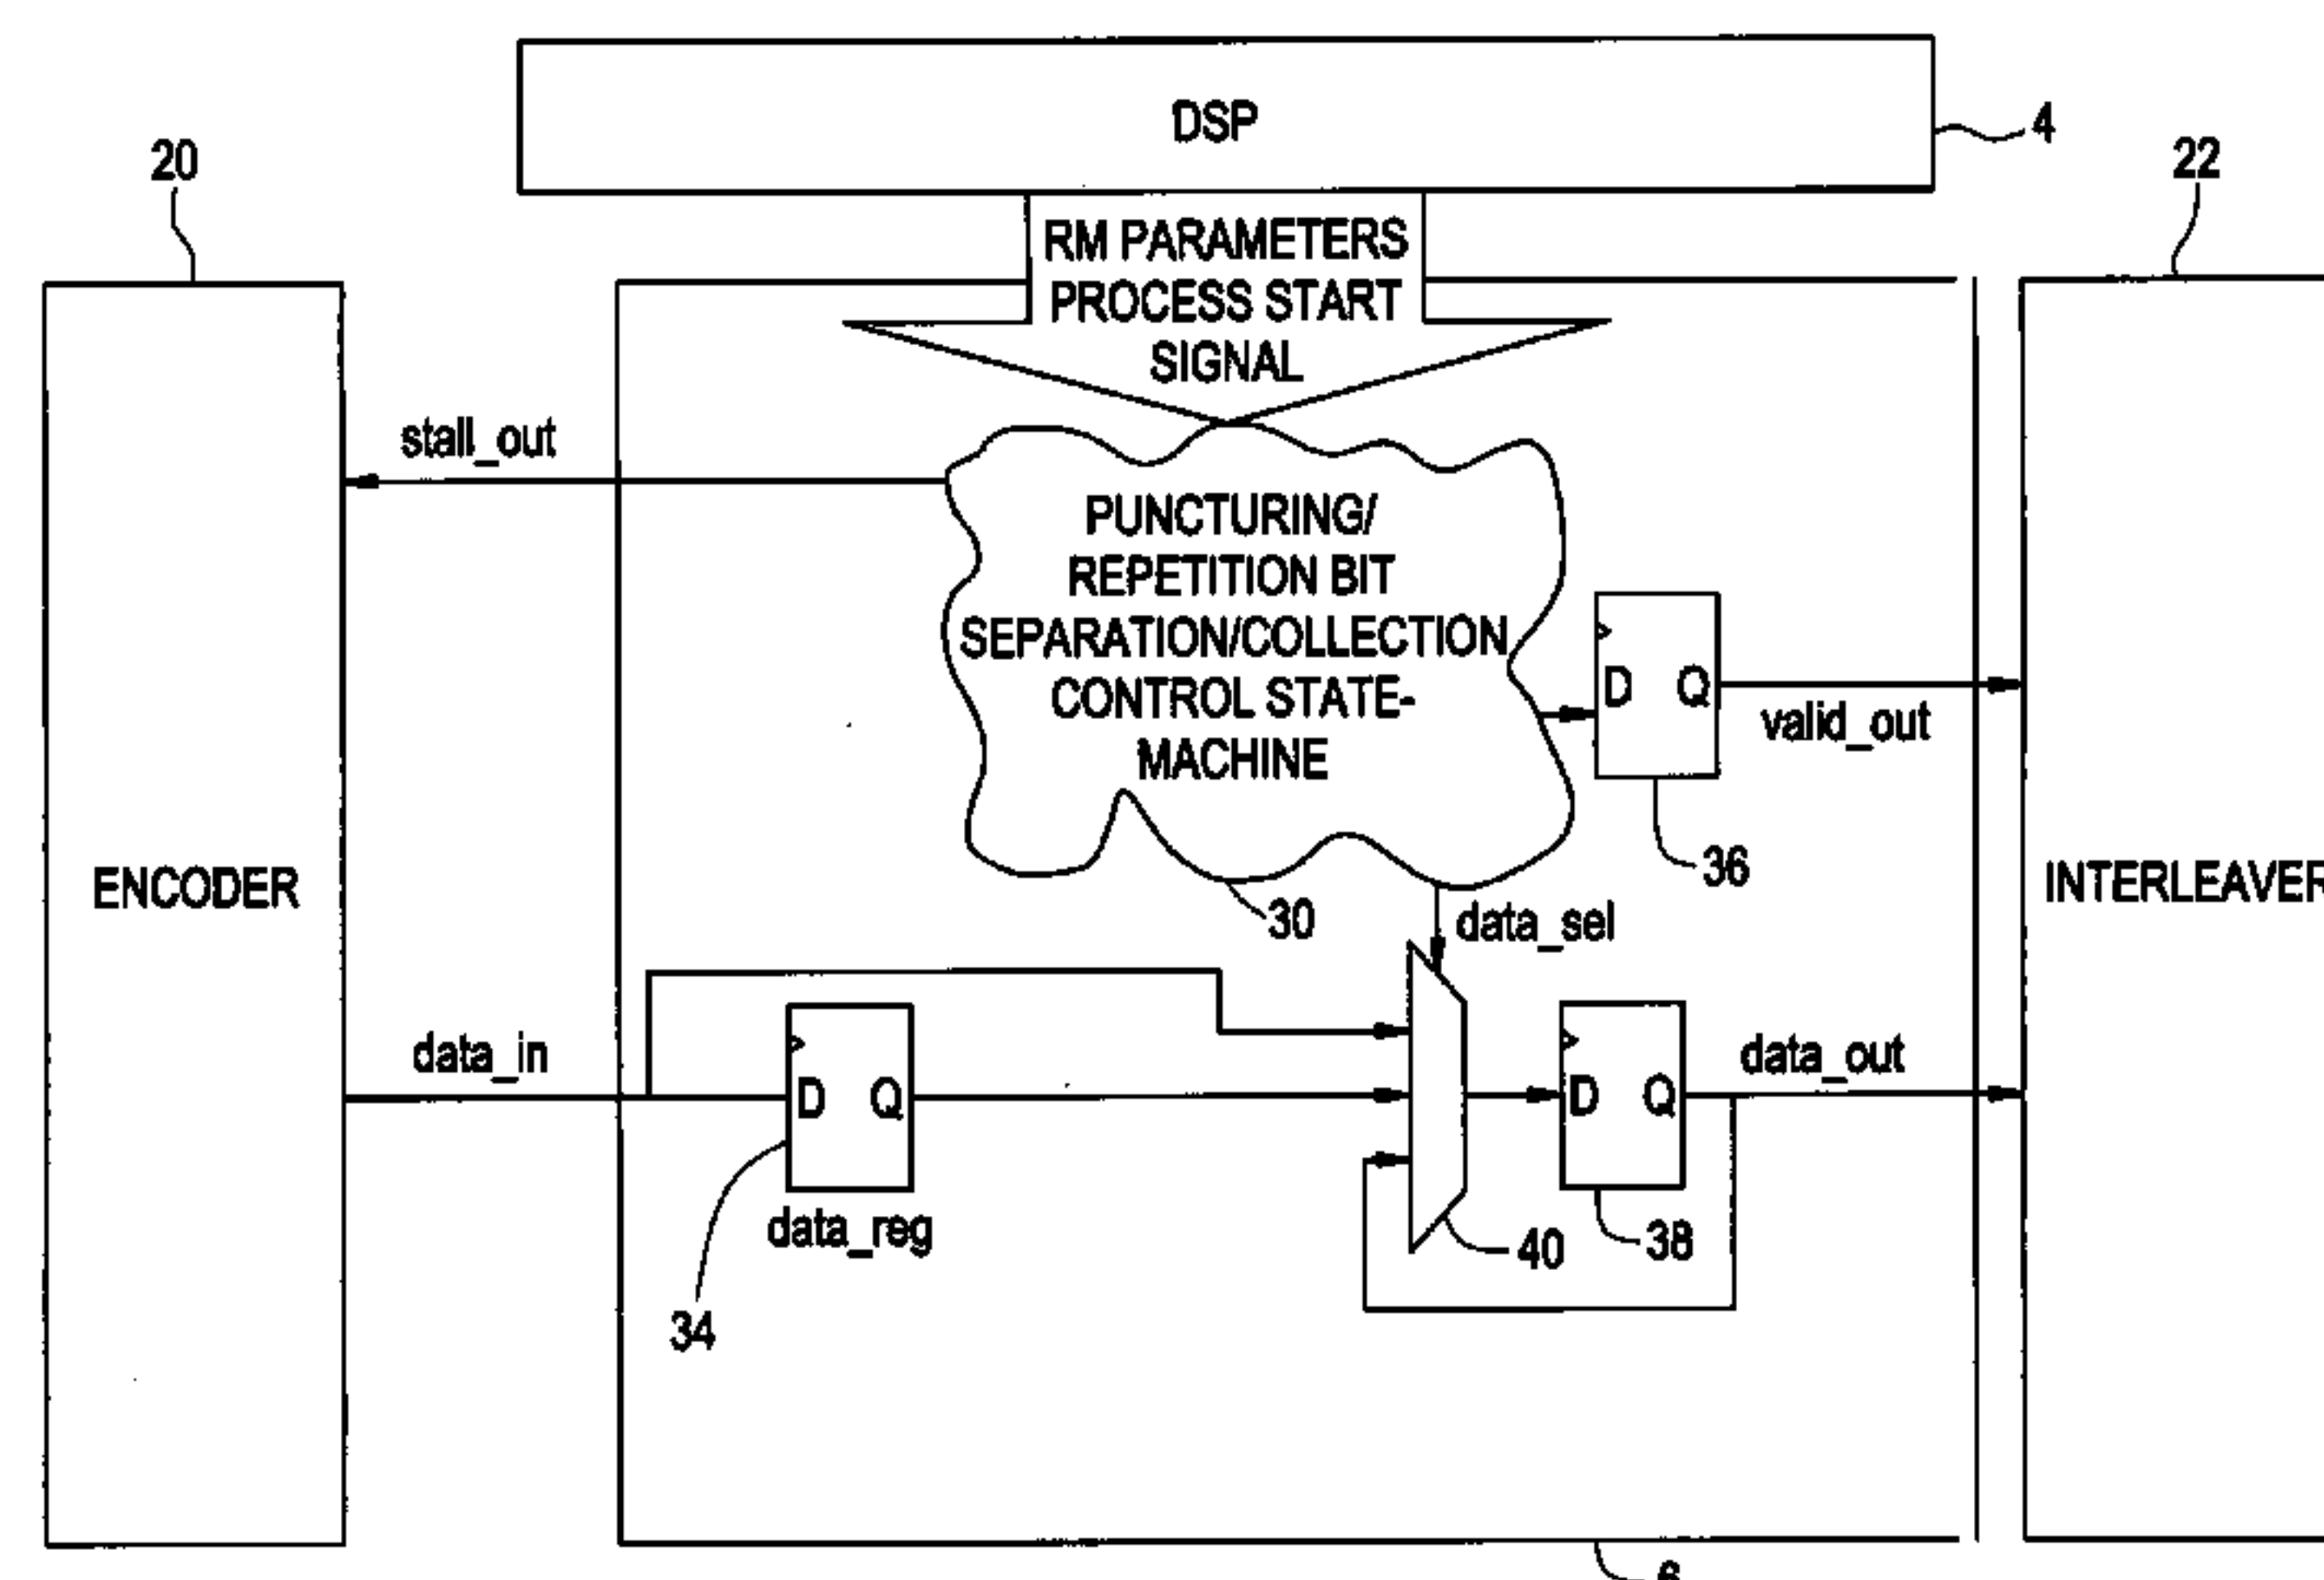 DSP
4
20
22
RM PARAMETERS
PROCESS START
SIGNAL
stall_out
PUNCTURING/
REPETITION BIT
SEPARATION/COLLECTION
CONTROL STATE-
MACHINE
D Q
valid_out
36
ENCODER
INTERLEAVER
30
data_sel
data_in
D Q
D Q
data_out
data_reg
40
38
34
6